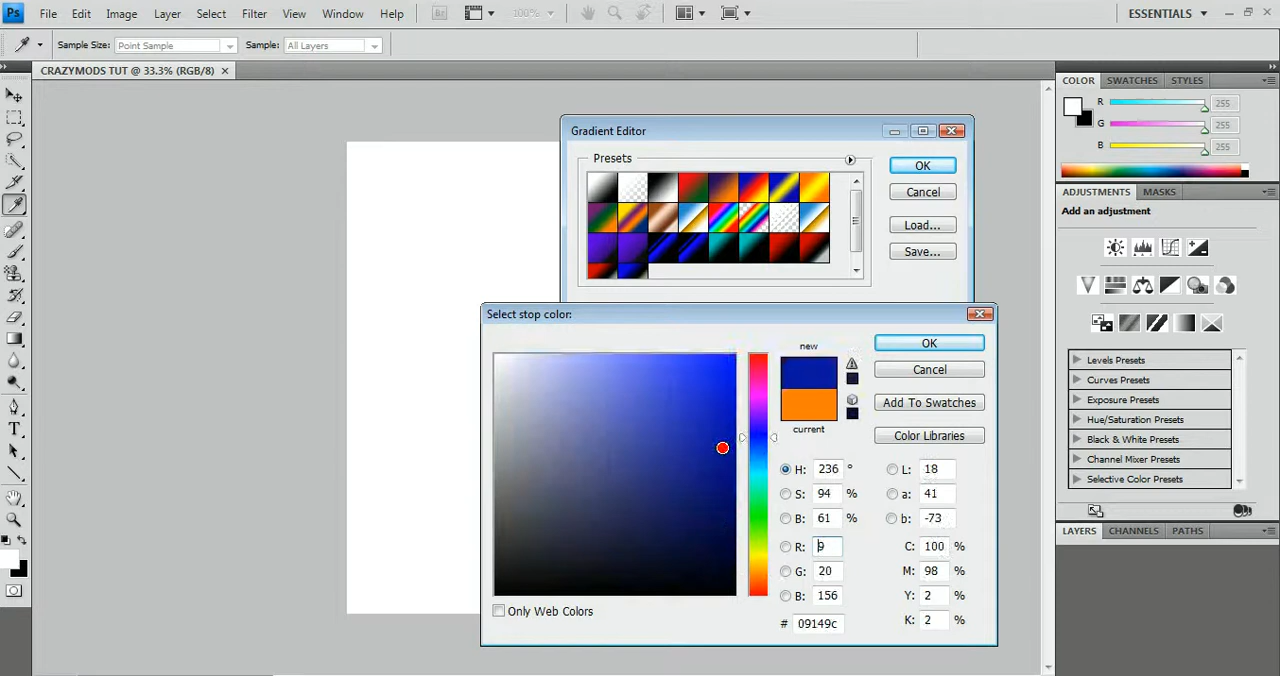 Ps File Edit Image Layer Select Filter View Window Help Br 100% ESSENTIALS
Sample Size: Point Sample Sample: All Layers
CRAZYMODS TUT @ 33.3% (RGB/8) x
COLOR SWATCHES STYLES
R 255
G 255
B 255
ADJUSTMENTS MASKS
Add an adjustment
Levels Presets
Curves Presets
Exposure Presets
Hue/Saturation Presets
Black & White Presets
Channel Mixer Presets
Selective Color Presets
LAYERS CHANNELS PATHS
Gradient Editor
Presets
OK
Cancel
Load...
Save...
Select stop color:
new
current
OK
Cancel
Add To Swatches
Color Libraries
H: 236 ° L: 18
S: 94 % a: 41
B: 61 % b: -73
R: 9 C: 100 %
G: 20 M: 98 %
B: 156 Y: 2 %
# 09149c K: 2 %
Only Web Colors
T